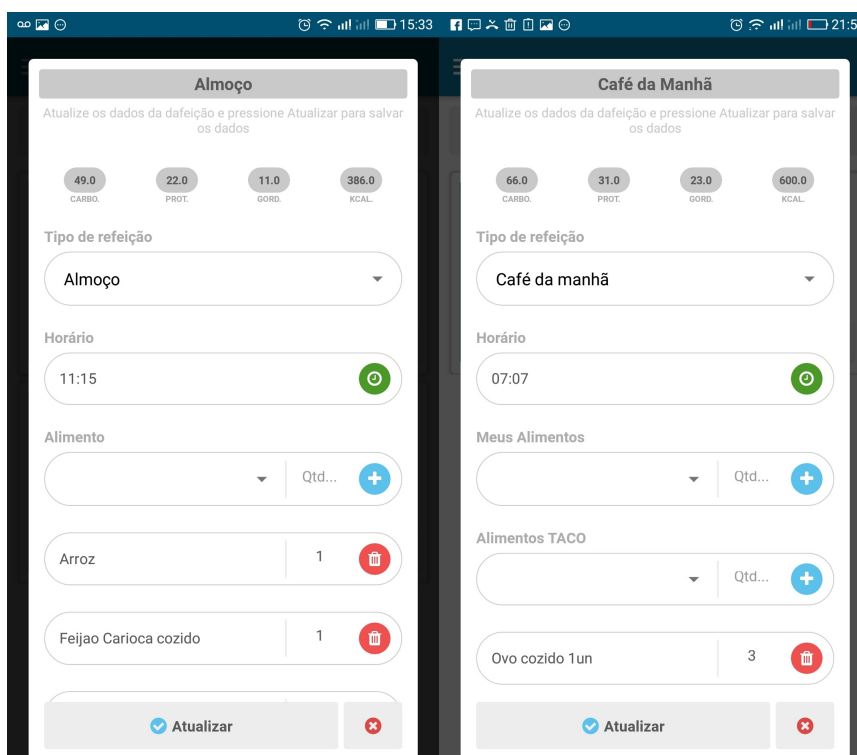 15:33
Almoço
Atualize os dados da dafeição e pressione Atualizar para salvar
os dados
49.0 22.0 11.0 386.0
CARBO. PROT. GORD. KCAL.
Tipo de refeição
Almoço
Horário
11:15
Alimento
Qtd...
Arroz 1
Feijao Carioca cozido 1
Atualizar
21:5
Café da Manhã
Atualize os dados da dafeição e pressione Atualizar para salvar
os dados
66.0 31.0 23.0 600.0
CARBO. PROT. GORD. KCAL.
Tipo de refeição
Café da manhã
Horário
07:07
Meus Alimentos
Qtd...
Alimentos TACO
Qtd...
Ovo cozido 1un 3
Atualizar